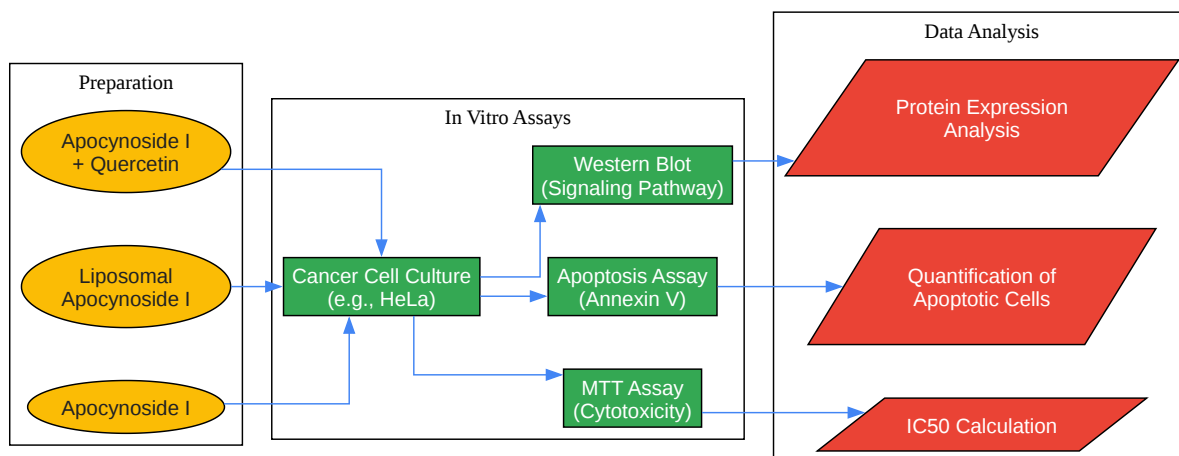 Preparation
Apocynoside I
+ Quercetin
Liposomal
Apocynoside I
Apocynoside I
In Vitro Assays
Cancer Cell Culture
(e.g., HeLa)
Western Blot
(Signaling Pathway)
Apoptosis Assay
(Annexin V)
MTT Assay
(Cytotoxicity)
Data Analysis
Protein Expression
Analysis
Quantification of
Apoptotic Cells
IC50 Calculation